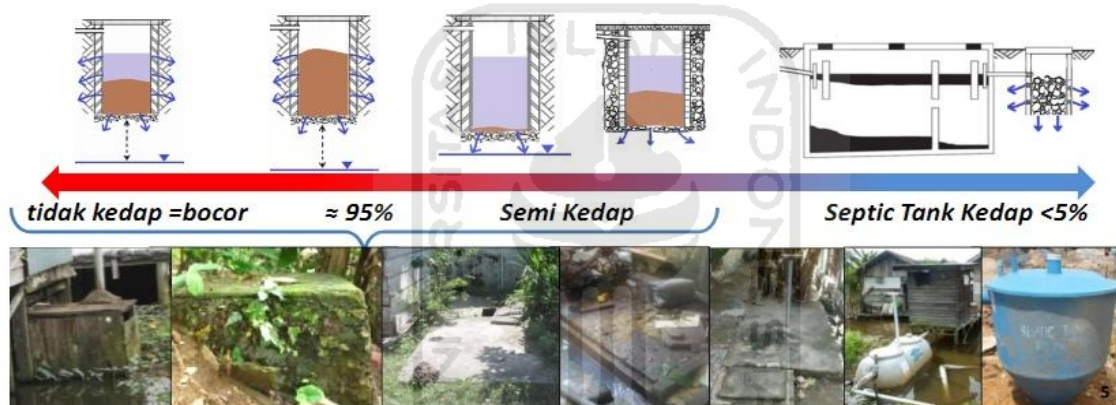 tidak kedap =bocor
≈ 95%
Semi Kedap
Septic Tank Kedap <5%
5